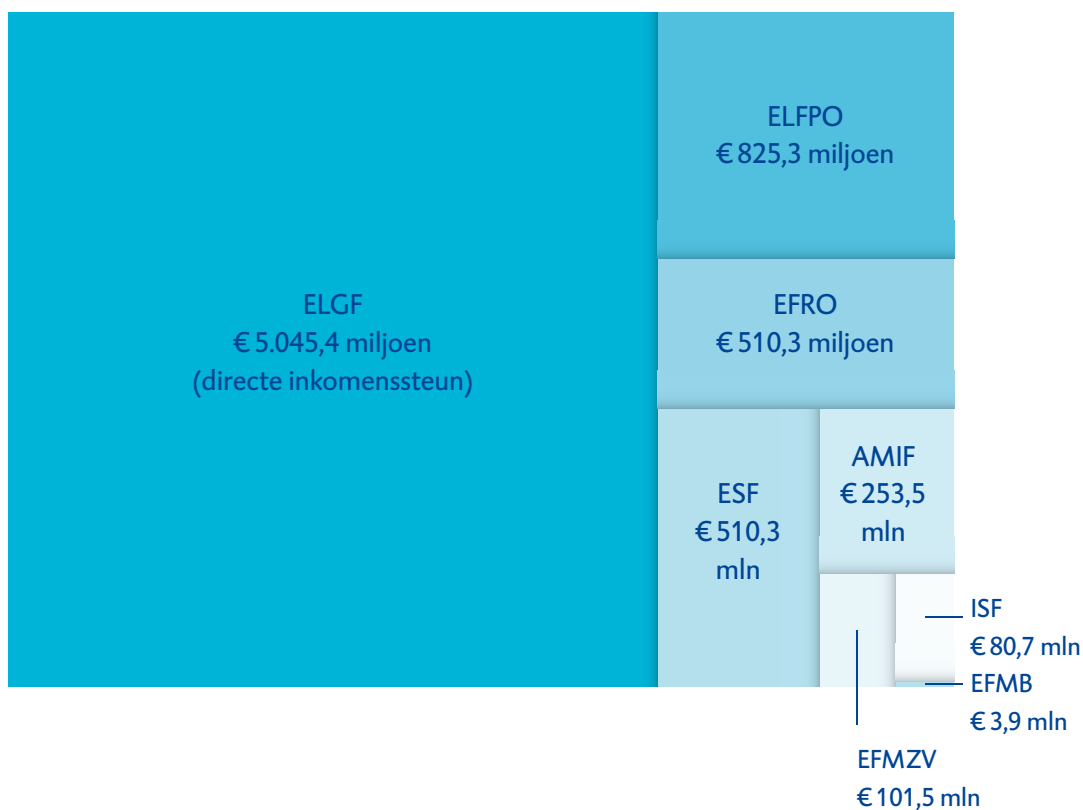 ELGF
€ 5.045,4 miljoen
(directe inkomenssteun)
ELFPO
€ 825,3 miljoen
EFRO
€ 510,3 miljoen
ESF
€ 510,3
mln
AMIF
€ 253,5
mln
ISF
€ 80,7 mln
EFMB
€ 3,9 mln
EFMZV
€ 101,5 mln